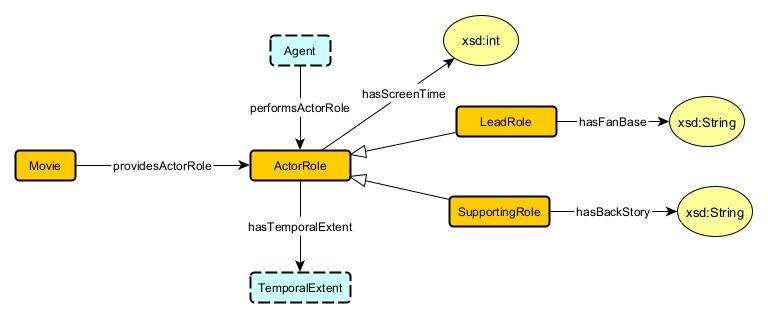 xsd:int
Agent
hasScreenTime
performsActorRole
LeadRole
hasFanBase
xsd:String
Movie
providesActorRole
ActorRole
SupportingRole
hasBackStory
xsd:String
hasTemporalExtent
TemporalExtent